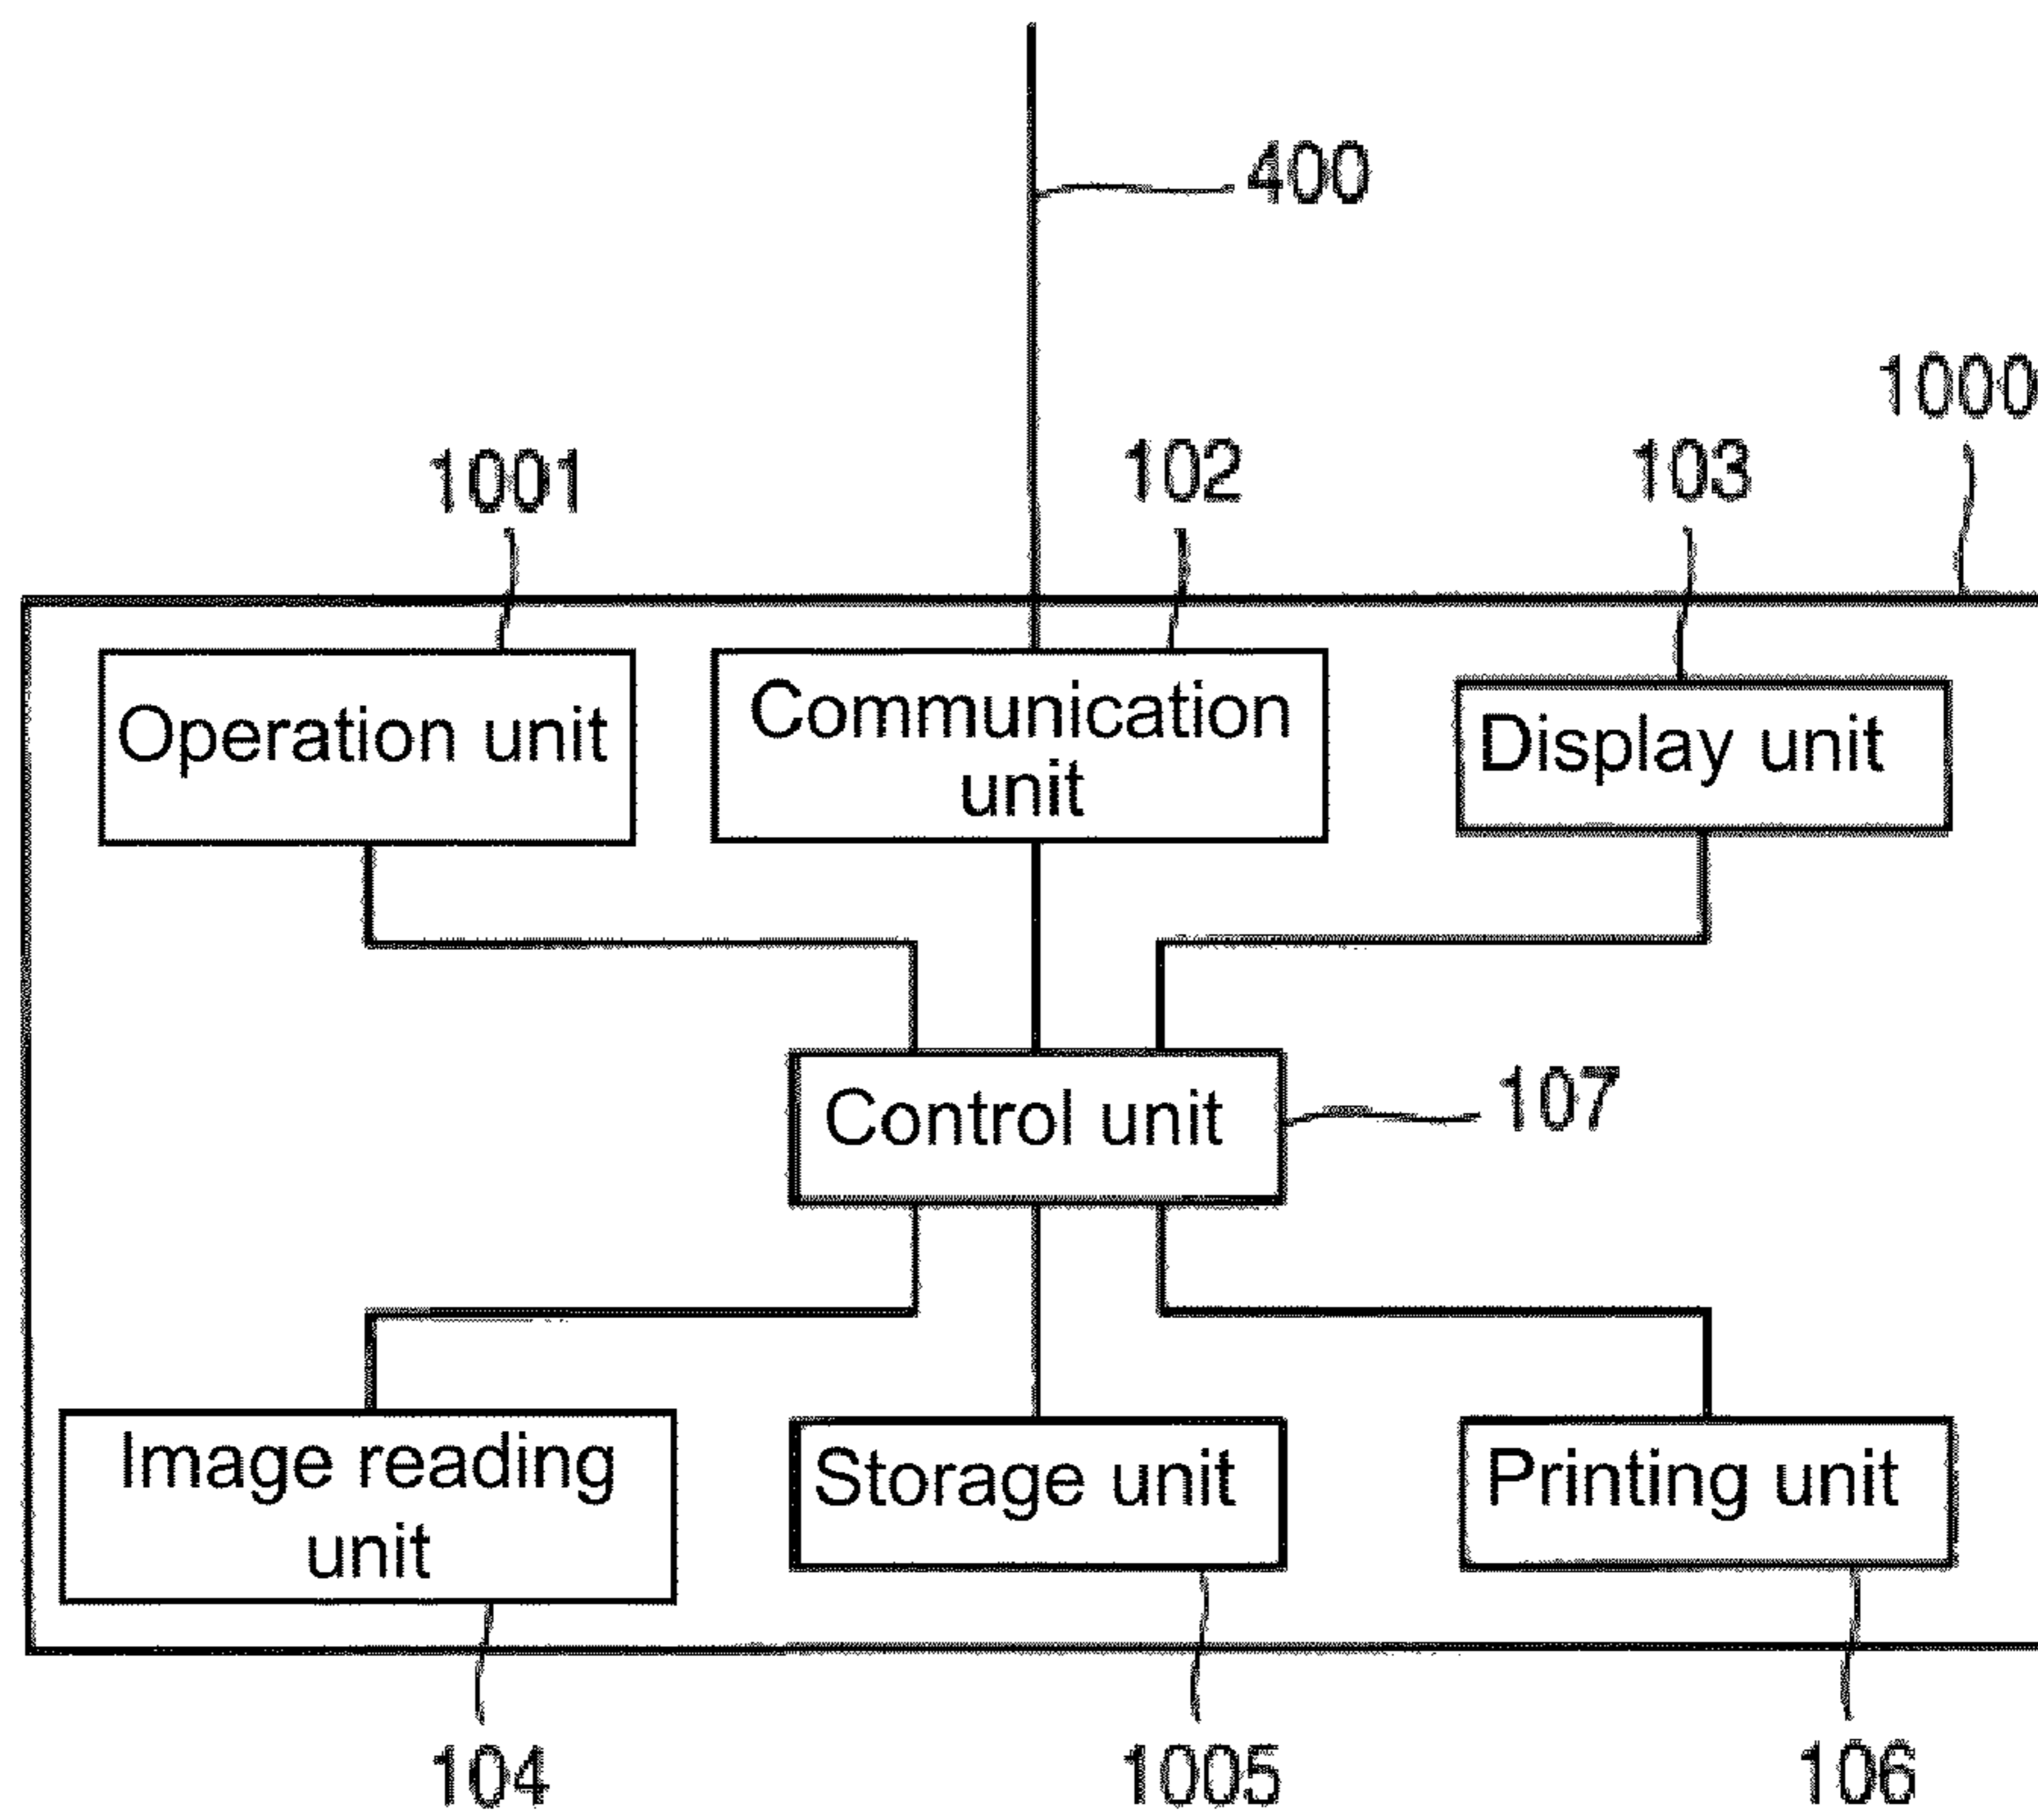 400
1000
1001
102
103
Operation unit
Communication
unit
Display unit
Control unit
107
Image reading
unit
Storage unit
Printing unit
104
1005
106